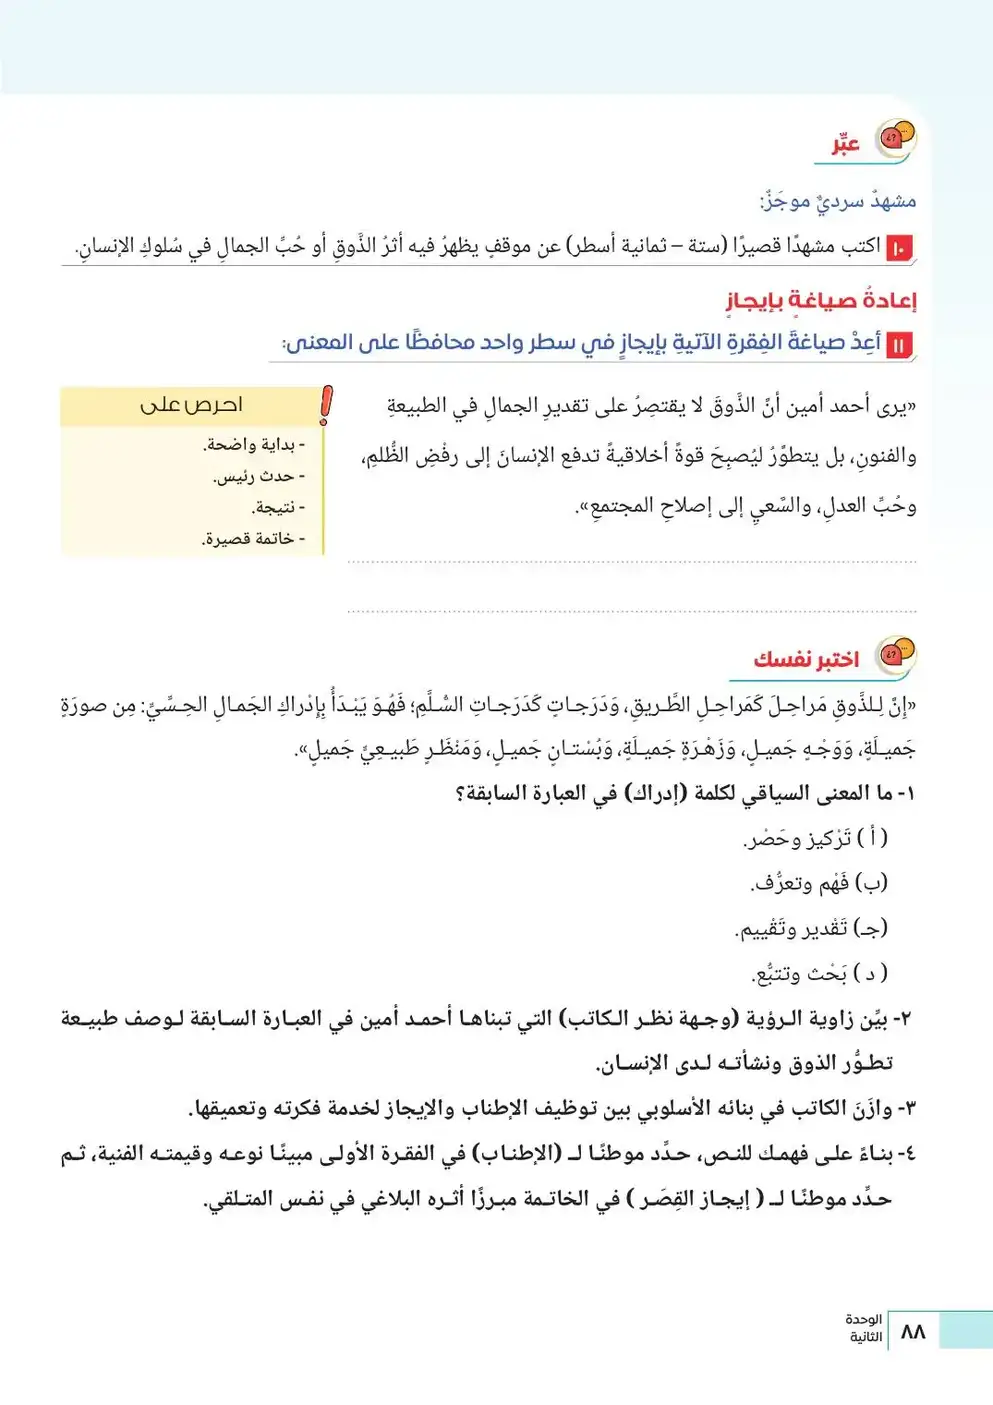 عبِّر
مشهدٌ سرديٌّ موجَزٌ:
١٠ اكتب مشهدًا قصيرًا (ستة – ثمانية أسطر) عن موقفٍ يظهرُ فيه أثرُ الذَّوقِ أو حُبِّ الجمالِ في سُلوكِ الإنسانِ.
إعادةُ صياغةٍ بإيجازٍ
١١ أعِدْ صياغةَ الفِقرةِ الآتيةِ بإيجازٍ في سطر واحد محافظًا على المعنى:
«يرى أحمد أمين أنَّ الذَّوقَ لا يقتصِرُ على تقديرِ الجمالِ في الطبيعةِ
والفنونِ، بل يتطوَّرُ ليُصبِحَ قوةً أخلاقيةً تدفع الإنسانَ إلى رفْضِ الظُّلمِ،
وحُبِّ العدلِ، والسَّعيِ إلى إصلاحِ المجتمعِ».
احرص على
- بداية واضحة.
- حدث رئيس.
- نتيجة.
- خاتمة قصيرة.
اختبر نفسك
«إِنَّ لِلذَّوقِ مَراحِلَ كَمَراحِلِ الطَّريقِ، وَدَرَجاتٍ كَدَرَجاتِ السُّلَّمِ؛ فَهُوَ يَبْدَأُ بِإِدْراكِ الجَمالِ الحِسِّيِّ: مِن صورَةٍ
جَميلَةٍ، وَوَجْهٍ جَميلٍ، وَزَهْرَةٍ جَميلَةٍ، وَبُسْتانٍ جَميلٍ، وَمَنْظَرٍ طَبيعِيٍّ جَميلٍ».
١- ما المعنى السياقي لكلمة (إدراك) في العبارة السابقة؟
( أ ) تَرْكيز وحَصْر.
(ب) فَهْم وتعرُّف.
(جـ) تَقْدير وتَقْييم.
( د ) بَحْث وتتبُّع.
٢- بيِّن زاوية الرؤية (وجهة نظر الكاتب) التي تبناها أحمد أمين في العبارة السابقة لوصف طبيعة
تطوُّر الذوق ونشأته لدى الإنسان.
٣- وازَنَ الكاتب في بنائه الأسلوبي بين توظيف الإطناب والإيجاز لخدمة فكرته وتعميقها.
٤- بناءً على فهمك للنص، حدِّد موطنًا لـ (الإطناب) في الفقرة الأولى مبينًا نوعه وقيمته الفنية، ثم
حدِّد موطنًا لـ ( إيجاز القِصَر ) في الخاتمة مبرزًا أثره البلاغي في نفس المتلقي.
الوحدة
الثانية
٨٨